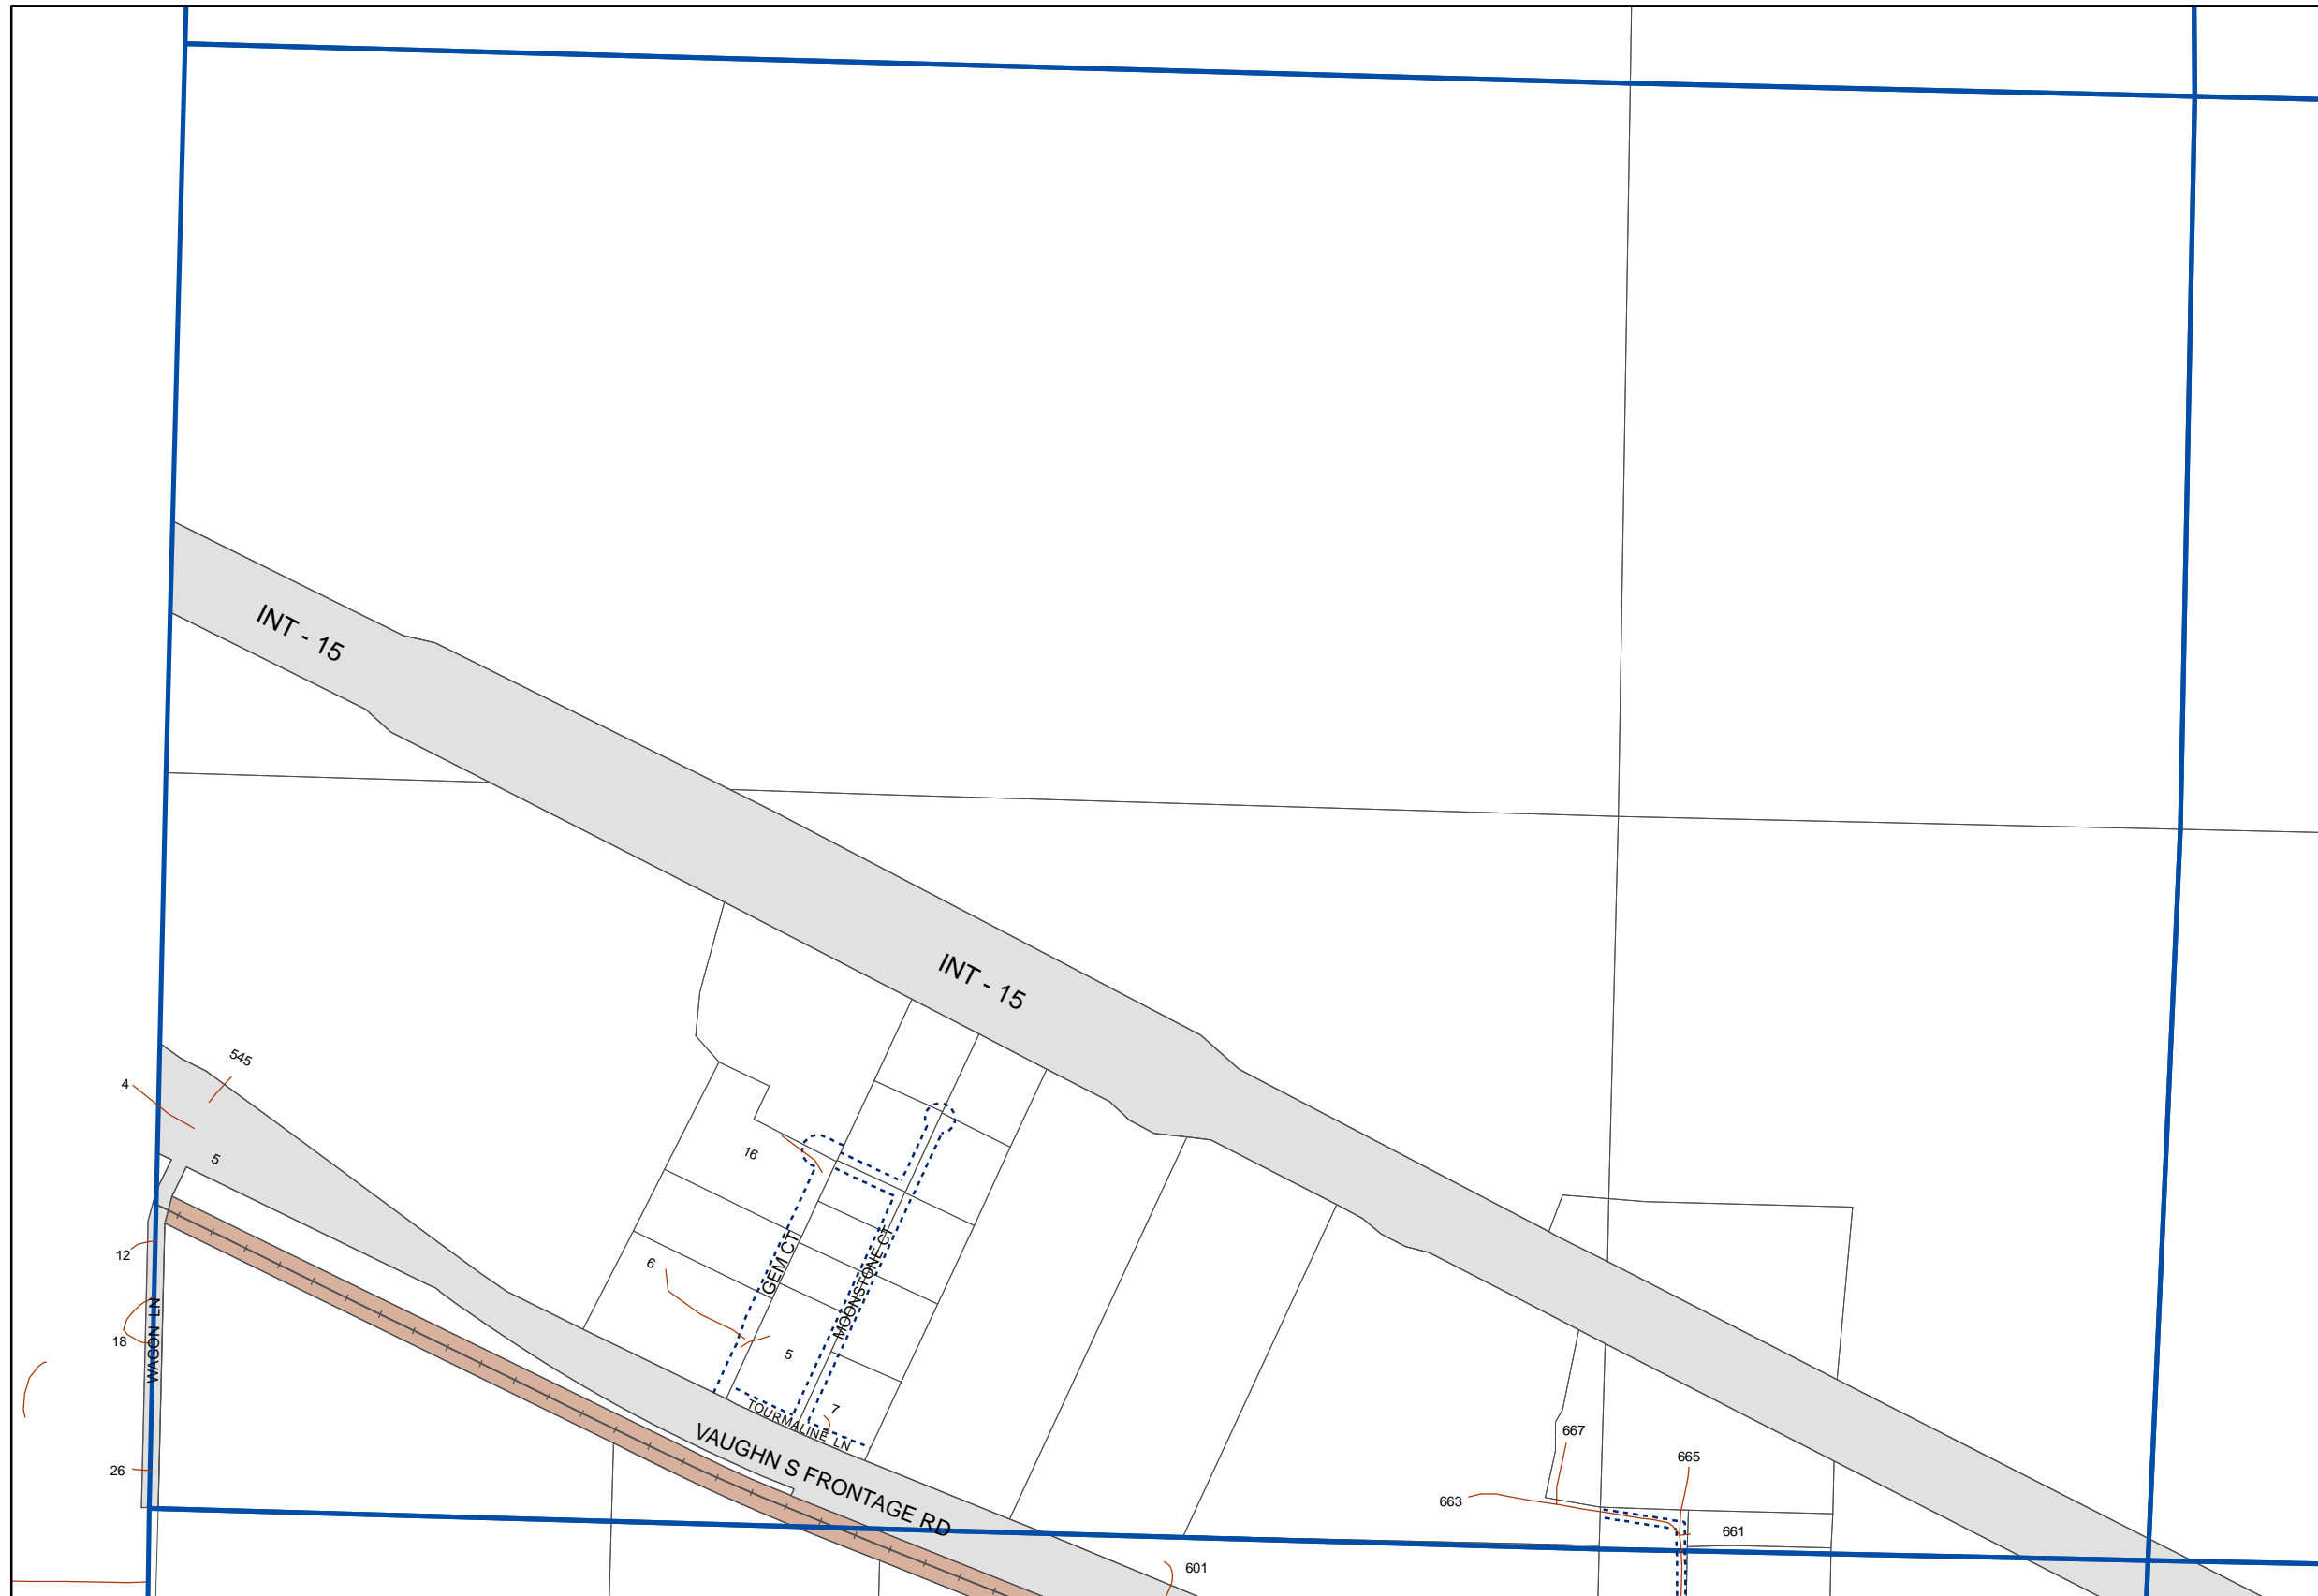 INT - 15
INT - 15
545
4
5
16
12
6
GEM CT
MOONSTONE CT
WAGON LN
18
5
7
TOURMALINE LN
VAUGHN S FRONTAGE RD
26
667
665
663
661
601